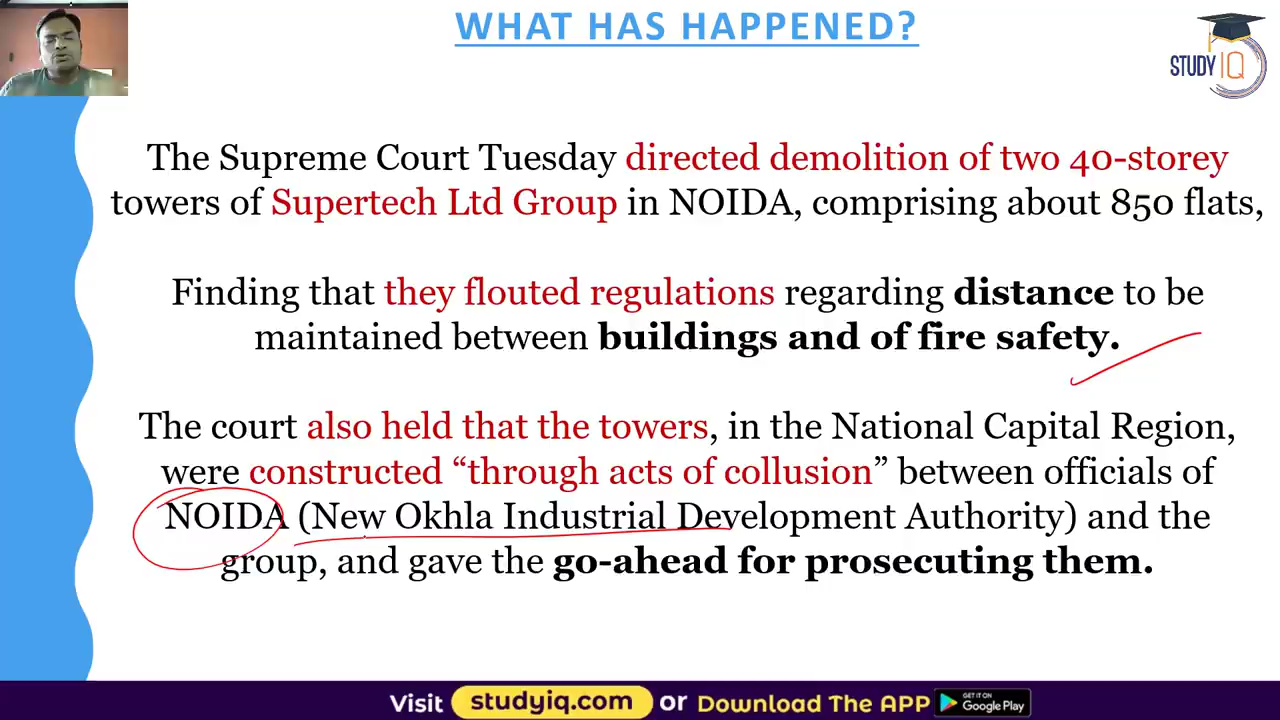 WHAT HAS HAPPENED?
STUDY IQ
The Supreme Court Tuesday directed demolition of two 40-storey
towers of Supertech Ltd Group in NOIDA, comprising about 850 flats,
Finding that they flouted regulations regarding distance to be
maintained between buildings and of fire safety.
The court also held that the towers, in the National Capital Region,
were constructed “through acts of collusion” between officials of
NOIDA (New Okhla Industrial Development Authority) and the
group, and gave the go-ahead for prosecuting them.
Visit studyiq.com or Download The APP GET IT ON Google Play